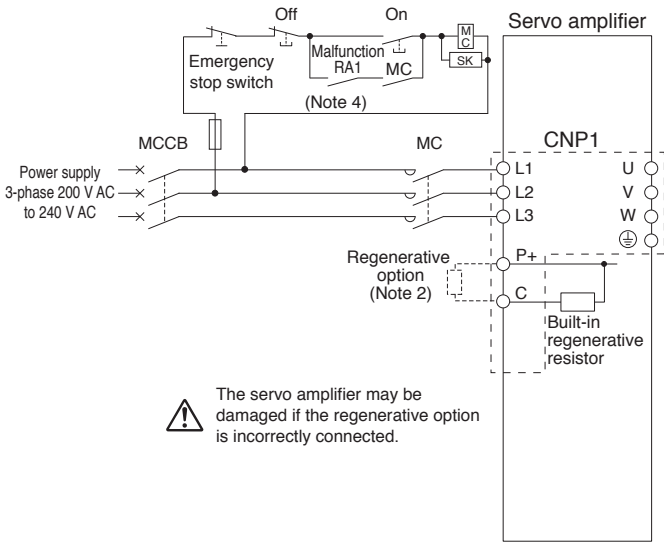 Off
On
Servo amplifier
M
C
SK
Emergency
stop switch
Malfunction
RA1
MC
(Note 4)
MCCB
MC
CNP1
Power supply
3-phase 200 V AC
to 240 V AC
L1
L2
L3
U
V
W
Regenerative
option
(Note 2)
P+
C
Built-in
regenerative
resistor
The servo amplifier may be
damaged if the regenerative option
is incorrectly connected.